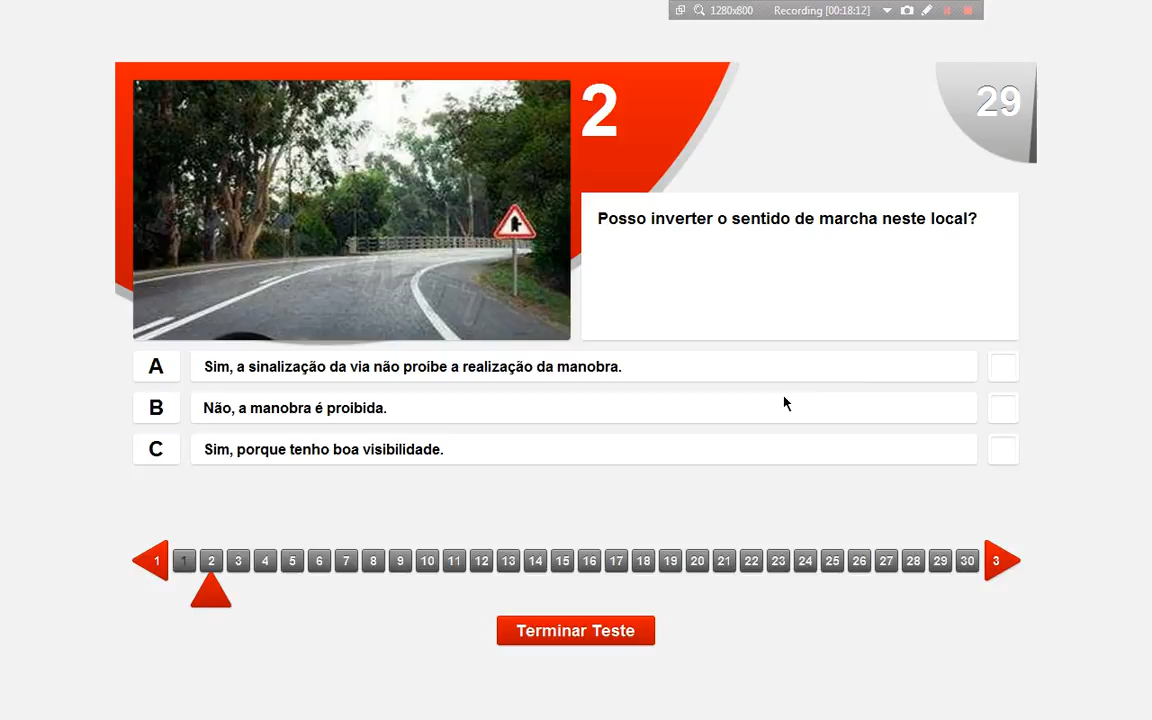 1280x800 Recording [00:18:12]
2
29
Posso inverter o sentido de marcha neste local?
A Sim, a sinalização da via não proíbe a realização da manobra.
B Não, a manobra é proibida.
C Sim, porque tenho boa visibilidade.
1 1 2 3 4 5 6 7 8 9 10 11 12 13 14 15 16 17 18 19 20 21 22 23 24 25 26 27 28 29 30 3
Terminar Teste